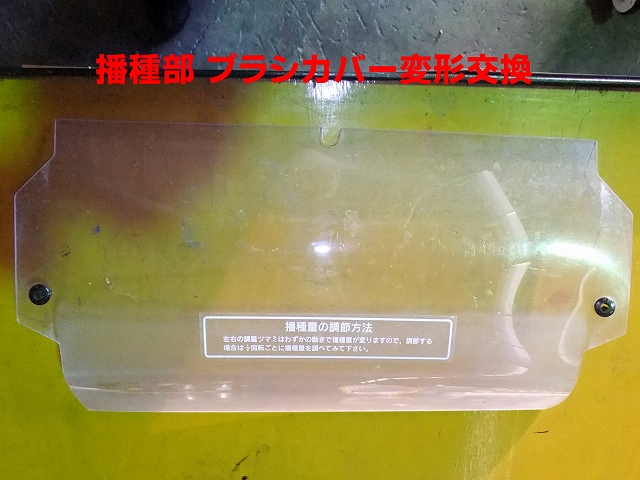 播種部 ブラシカバー変形交換
播種量の調節方法
左右の調量ツマミはわずかの動きで播種量が変りますので、調節する
場合は½回転ごとに播種量を調べてみて下さい。